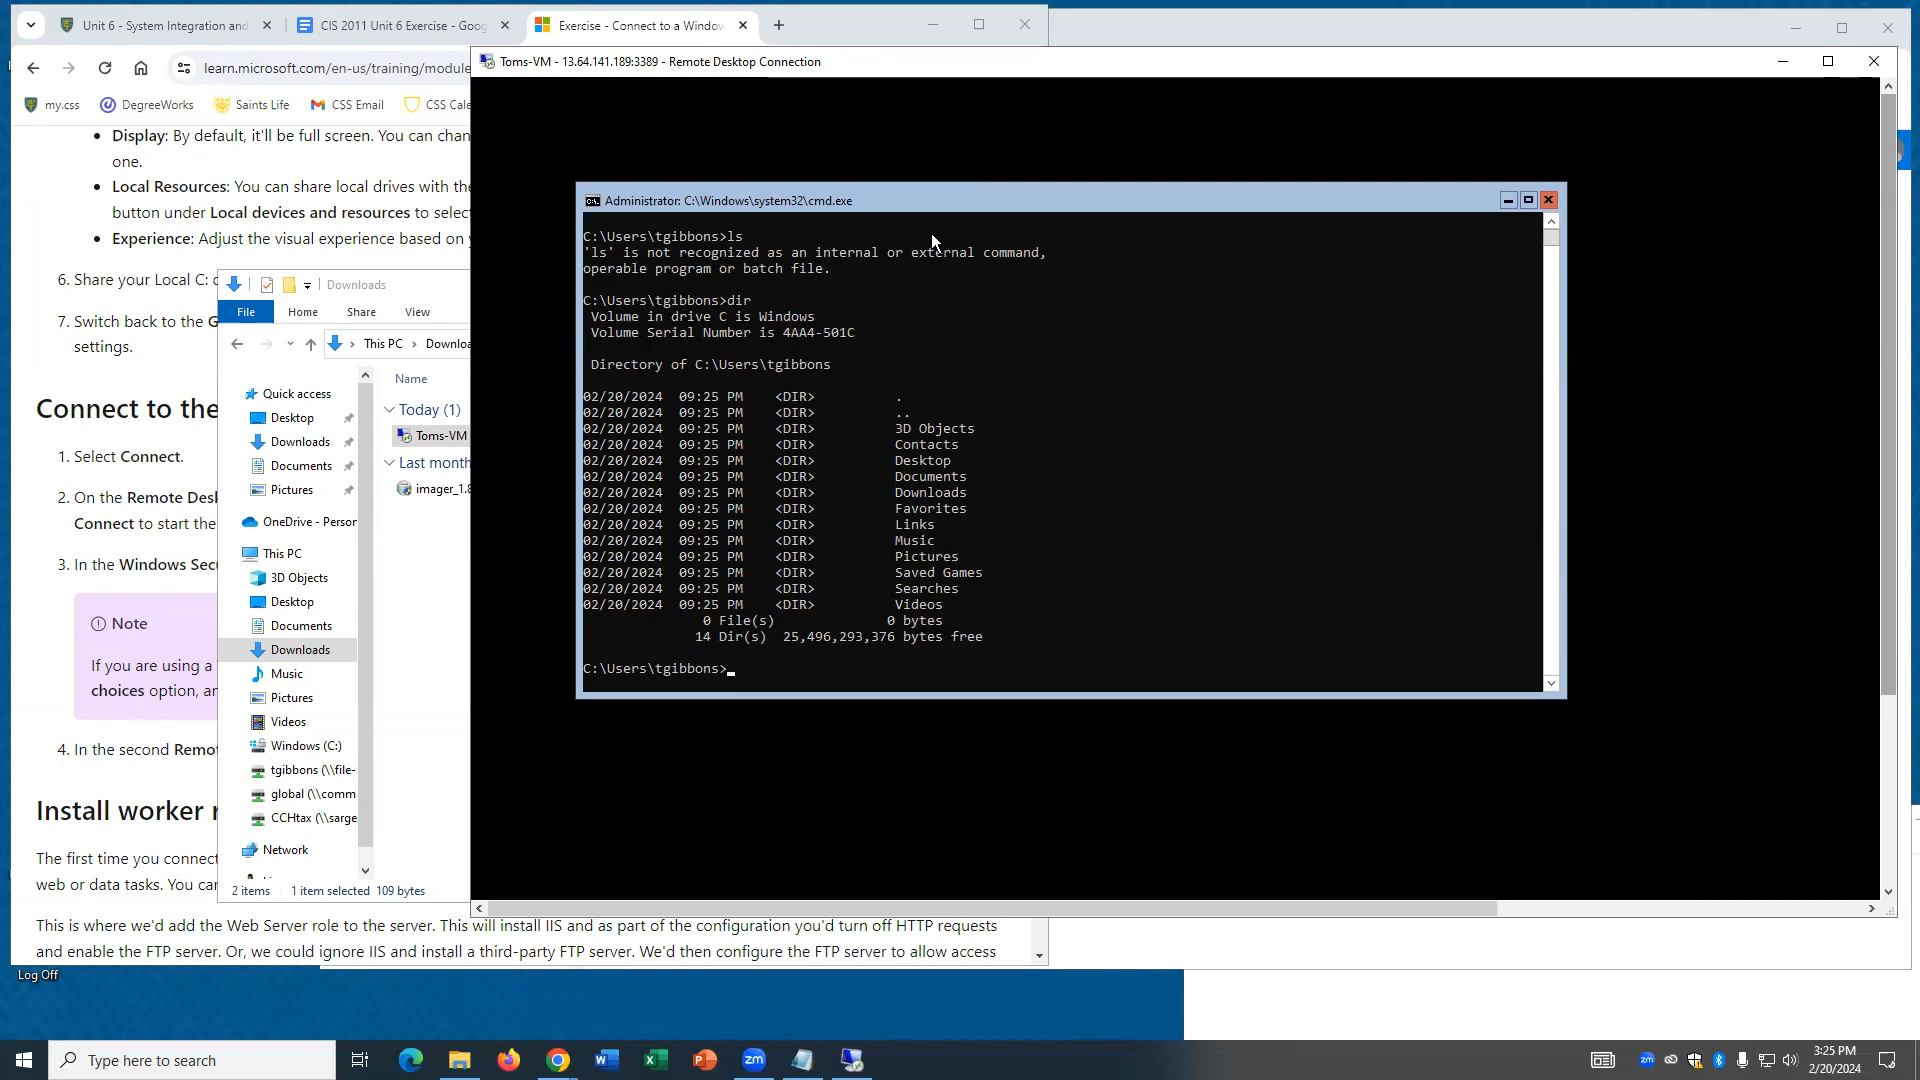 Unit 6 - System Integration and
CIS 2011 Unit 6 Exercise - Goog
Exercise - Connect to a Window
learn.microsoft.com/en-us/training/module
my.css
DegreeWorks
Saints Life
CSS Email
CSS Cale
Display: By default, it'll be full screen. You can chan
one.
Local Resources: You can share local drives with the
button under Local devices and resources to select
Experience: Adjust the visual experience based on y
6. Share your Local C: d
7. Switch back to the G
settings.
Connect to the
1. Select Connect.
2. On the Remote Desk
Connect to start the
3. In the Windows Secu
Note
If you are using a
choices option, an
4. In the second Remot
Install worker r
The first time you connect
web or data tasks. You can
This is where we'd add the Web Server role to the server. This will install IIS and as part of the configuration you'd turn off HTTP requests
and enable the FTP server. Or, we could ignore IIS and install a third-party FTP server. We'd then configure the FTP server to allow access
Downloads
File
Home
Share
View
This PC
Downloa
Name
Quick access
Desktop
Downloads
Documents
Pictures
OneDrive - Person
This PC
3D Objects
Desktop
Documents
Downloads
Music
Pictures
Videos
Windows (C:)
tgibbons (\\file-
global (\\comm
CCHtax (\\sarge
Network
Today (1)
Toms-VM
Last month
imager_1.8
2 items
1 item selected 109 bytes
Toms-VM - 13.64.141.189:3389 - Remote Desktop Connection
Administrator: C:\Windows\system32\cmd.exe
C:\Users\tgibbons>ls
'ls' is not recognized as an internal or external command,
operable program or batch file.
C:\Users\tgibbons>dir
Volume in drive C is Windows
Volume Serial Number is 4AA4-501C
Directory of C:\Users\tgibbons
02/20/2024 09:25 PM <DIR> .
02/20/2024 09:25 PM <DIR> ..
02/20/2024 09:25 PM <DIR> 3D Objects
02/20/2024 09:25 PM <DIR> Contacts
02/20/2024 09:25 PM <DIR> Desktop
02/20/2024 09:25 PM <DIR> Documents
02/20/2024 09:25 PM <DIR> Downloads
02/20/2024 09:25 PM <DIR> Favorites
02/20/2024 09:25 PM <DIR> Links
02/20/2024 09:25 PM <DIR> Music
02/20/2024 09:25 PM <DIR> Pictures
02/20/2024 09:25 PM <DIR> Saved Games
02/20/2024 09:25 PM <DIR> Searches
02/20/2024 09:25 PM <DIR> Videos
0 File(s) 0 bytes
14 Dir(s) 25,496,293,376 bytes free
C:\Users\tgibbons>_
Log Off
Type here to search
zm
zm
3:25 PM
2/20/2024